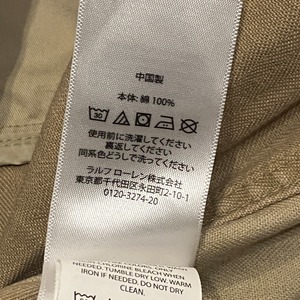 中国製
本体: 綿 100%
30
使用前に洗濯してください
裏返してください
同系色どうしで洗ってください
ラルフ ローレン株式会社
東京都千代田区永田町2-10-1
0120-3274-20
CHLORINE BLEACH WHEN
NEEDED. TUMBLE DRY LOW. WARM
IRON IF NEEDED. DO NOT DRY
CLEAN.